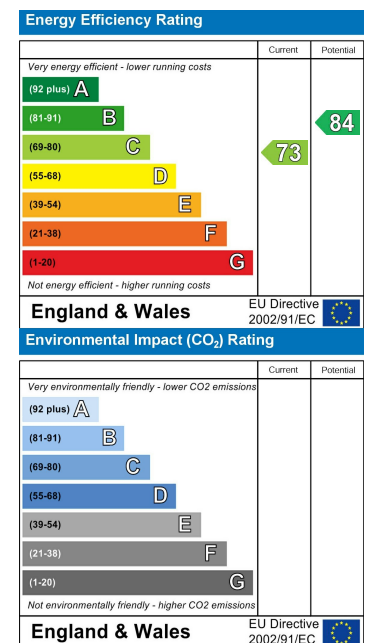 Energy Efficiency Rating
Current Potential
Very energy efficient - lower running costs
(92 plus) A
(81-91) B
84
(69-80) C
73
(55-68) D
(39-54) E
(21-38) F
(1-20) G
Not energy efficient - higher running costs
England & Wales
EU Directive
2002/91/EC
Environmental Impact (CO₂) Rating
Current Potential
Very environmentally friendly - lower CO2 emissions
(92 plus) A
(81-91) B
(69-80) C
(55-68) D
(39-54) E
(21-38) F
(1-20) G
Not environmentally friendly - higher CO2 emissions
England & Wales
EU Directive
2002/91/EC